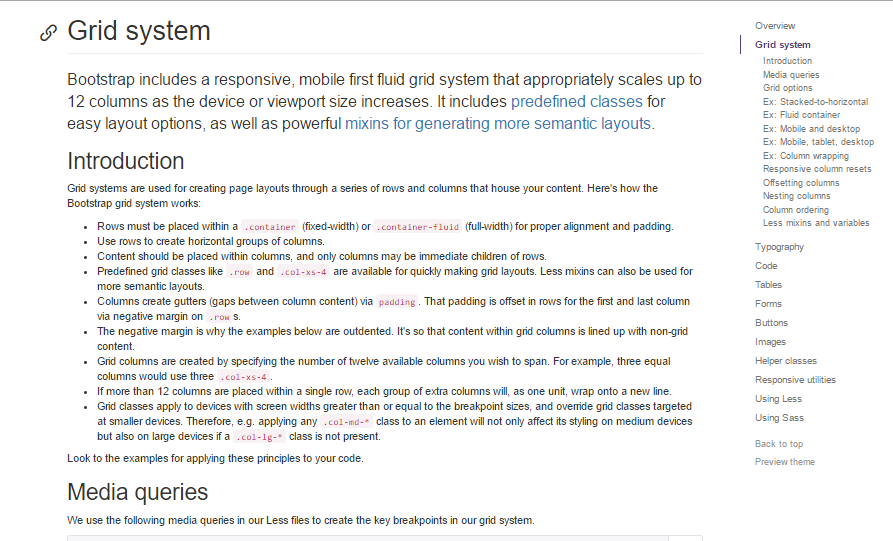 Grid system
Bootstrap includes a responsive, mobile first fluid grid system that appropriately scales up to
12 columns as the device or viewport size increases. It includes predefined classes for
easy layout options, as well as powerful mixins for generating more semantic layouts.
Introduction
Grid systems are used for creating page layouts through a series of rows and columns that house your content. Here's how the
Bootstrap grid system works:
• Rows must be placed within a .container (fixed-width) or .container-fluid (full-width) for proper alignment and padding.
• Use rows to create horizontal groups of columns.
• Content should be placed within columns, and only columns may be immediate children of rows.
• Predefined grid classes like .row and .col-xs-4 are available for quickly making grid layouts. Less mixins can also be used for
more semantic layouts.
• Columns create gutters (gaps between column content) via padding. That padding is offset in rows for the first and last column
via negative margin on .row s.
• The negative margin is why the examples below are outdented. It's so that content within grid columns is lined up with non-grid
content.
• Grid columns are created by specifying the number of twelve available columns you wish to span. For example, three equal
columns would use three .col-xs-4.
• If more than 12 columns are placed within a single row, each group of extra columns will, as one unit, wrap onto a new line.
• Grid classes apply to devices with screen widths greater than or equal to the breakpoint sizes, and override grid classes targeted
at smaller devices. Therefore, e.g. applying any .col-md-* class to an element will not only affect its styling on medium devices
but also on large devices if a .col-lg-* class is not present.
Look to the examples for applying these principles to your code.
Media queries
We use the following media queries in our Less files to create the key breakpoints in our grid system.
Overview
Grid system
Introduction
Media queries
Grid options
Ex: Stacked-to-horizontal
Ex: Fluid container
Ex: Mobile and desktop
Ex: Mobile, tablet, desktop
Ex: Column wrapping
Responsive column resets
Offsetting columns
Nesting columns
Column ordering
Less mixins and variables
Typography
Code
Tables
Forms
Buttons
Images
Helper classes
Responsive utilities
Using Less
Using Sass
Back to top
Preview theme